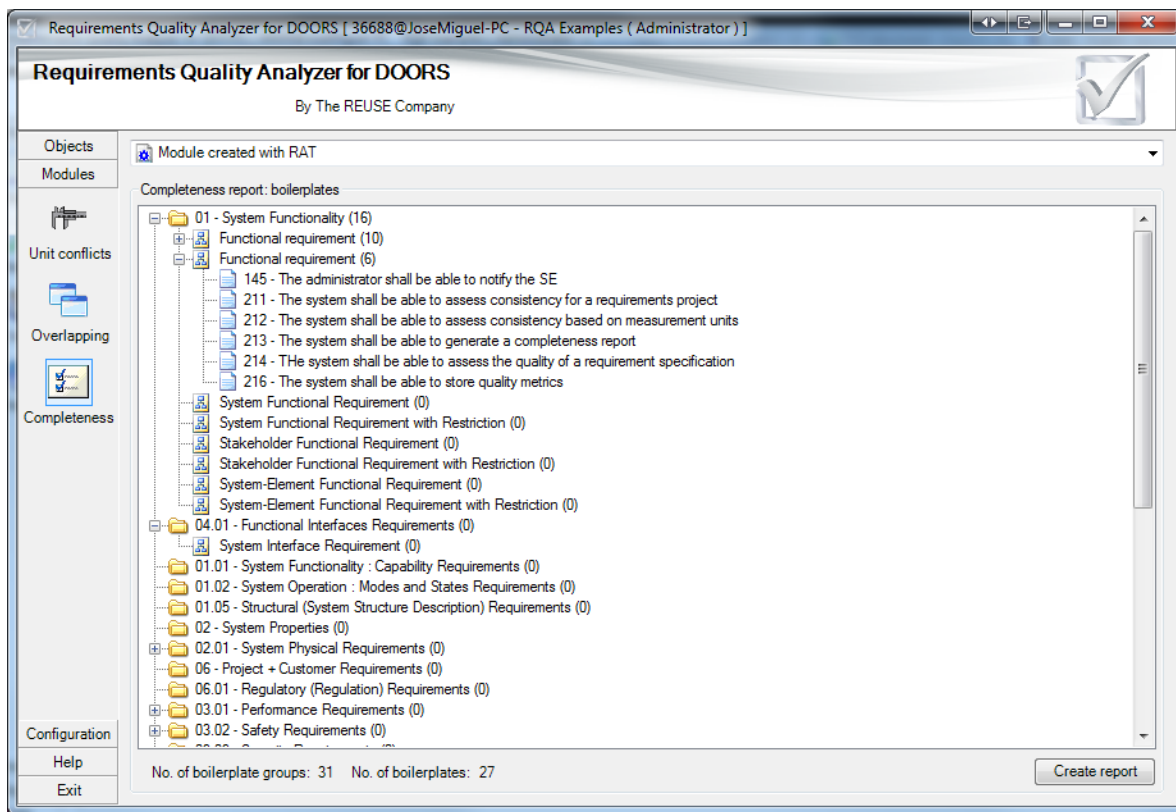 Requirements Quality Analyzer for DOORS [ 36688@JoseMiguel-PC - RQA Examples ( Administrator ) ]
Requirements Quality Analyzer for DOORS
By The REUSE Company
Objects
Modules
Unit conflicts
Overlapping
Completeness
Configuration
Help
Exit
Module created with RAT
Completeness report: boilerplates
01 - System Functionality (16)
Functional requirement (10)
Functional requirement (6)
145 - The administrator shall be able to notify the SE
211 - The system shall be able to assess consistency for a requirements project
212 - The system shall be able to assess consistency based on measurement units
213 - The system shall be able to generate a completeness report
214 - THe system shall be able to assess the quality of a requirement specification
216 - The system shall be able to store quality metrics
System Functional Requirement (0)
System Functional Requirement with Restriction (0)
Stakeholder Functional Requirement (0)
Stakeholder Functional Requirement with Restriction (0)
System-Element Functional Requirement (0)
System-Element Functional Requirement with Restriction (0)
04.01 - Functional Interfaces Requirements (0)
System Interface Requirement (0)
01.01 - System Functionality : Capability Requirements (0)
01.02 - System Operation : Modes and States Requirements (0)
01.05 - Structural (System Structure Description) Requirements (0)
02 - System Properties (0)
02.01 - System Physical Requirements (0)
06 - Project + Customer Requirements (0)
06.01 - Regulatory (Regulation) Requirements (0)
03.01 - Performance Requirements (0)
03.02 - Safety Requirements (0)
No. of boilerplate groups: 31 No. of boilerplates: 27
Create report